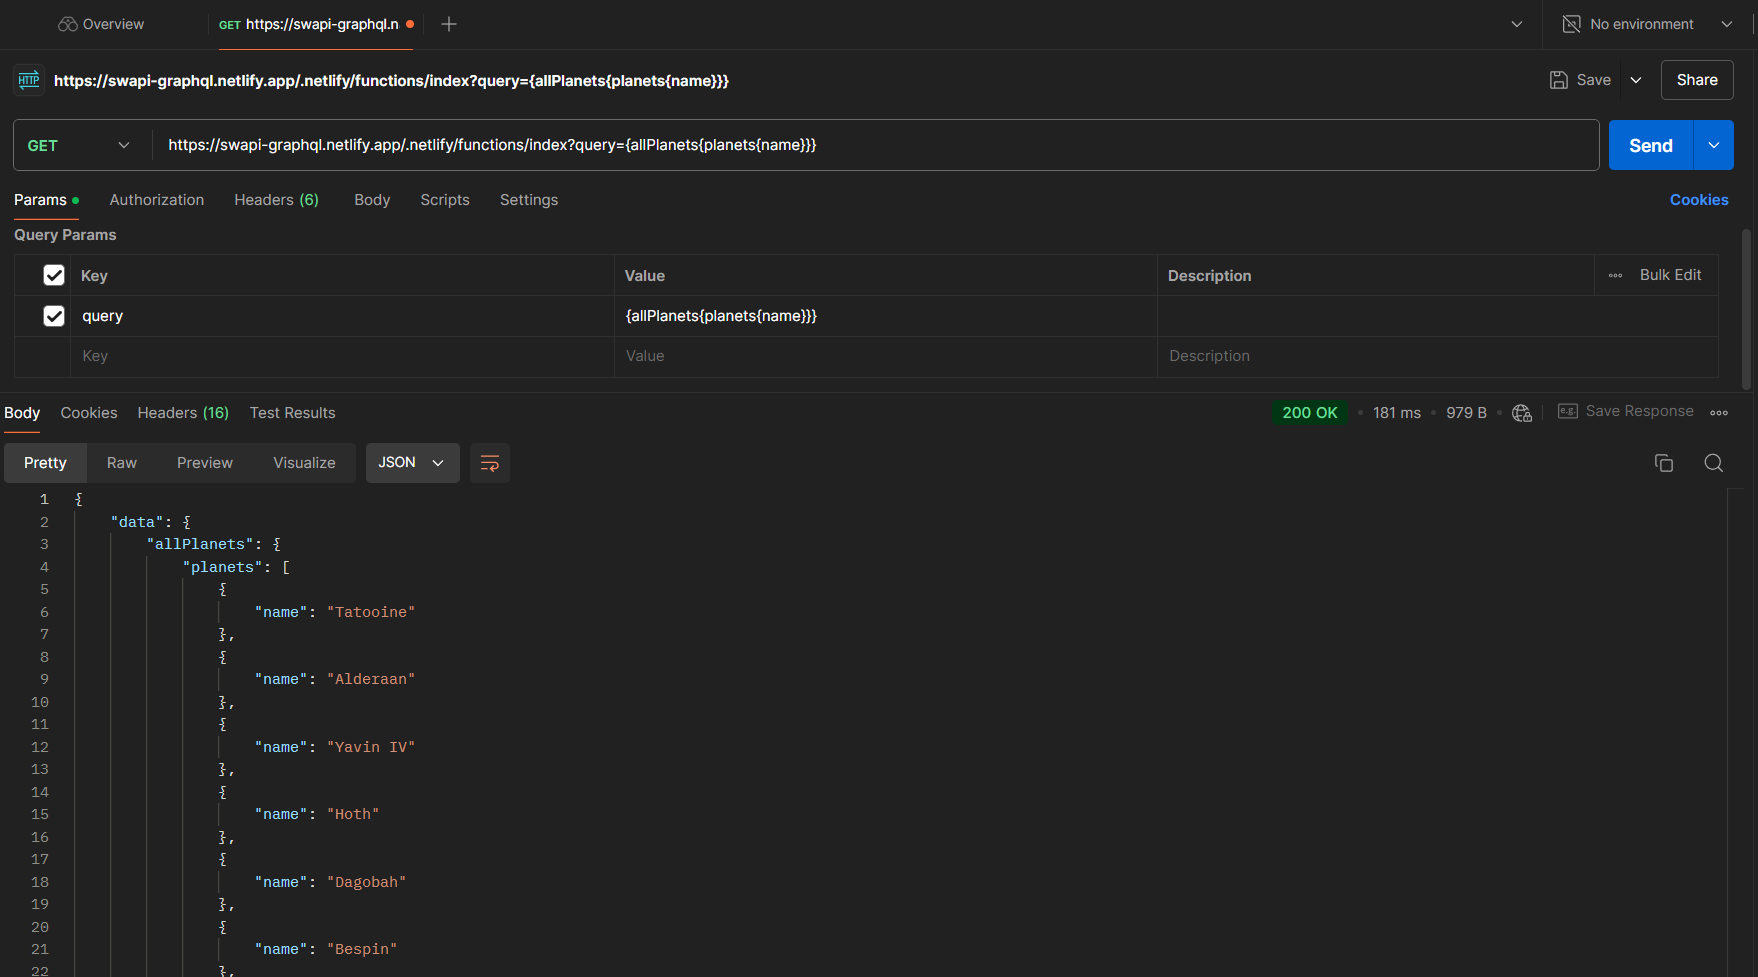 Overview
GET https://swapi-graphql.n
No environment
HTTP https://swapi-graphql.netlify.app/.netlify/functions/index?query={allPlanets{planets{name}}}
Save
Share
GET
https://swapi-graphql.netlify.app/.netlify/functions/index?query={allPlanets{planets{name}}}
Send
Params Authorization Headers (6) Body Scripts Settings Cookies
Query Params
Key Value Description Bulk Edit
query {allPlanets{planets{name}}}
Key Value Description
Body Cookies Headers (16) Test Results 200 OK 181 ms 979 B e.g. Save Response
Pretty Raw Preview Visualize JSON
1 {
2 "data": {
3 "allPlanets": {
4 "planets": [
5 {
6 "name": "Tatooine"
7 },
8 {
9 "name": "Alderaan"
10 },
11 {
12 "name": "Yavin IV"
13 },
14 {
15 "name": "Hoth"
16 },
17 {
18 "name": "Dagobah"
19 },
20 {
21 "name": "Bespin"
22 },